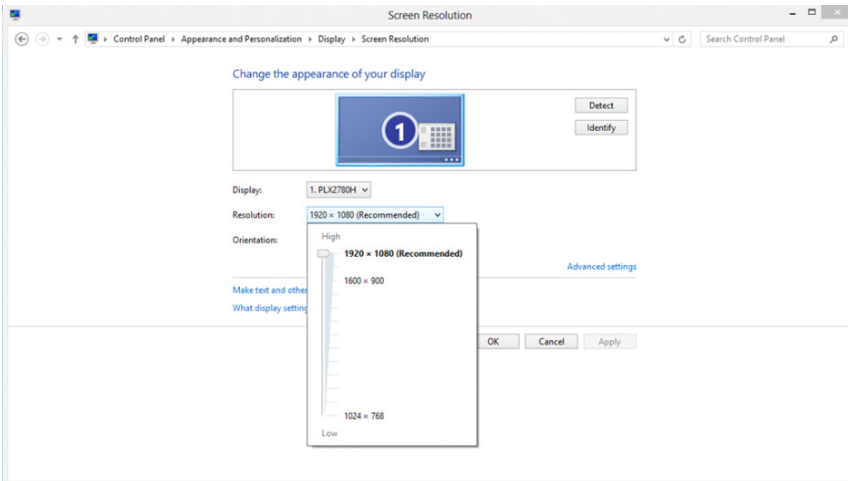 Screen Resolution
Control Panel ▸ Appearance and Personalization ▸ Display ▸ Screen Resolution
Search Control Panel
Change the appearance of your display
1
Detect
Identify
Display:
1. PLX2780H
Resolution:
1920 × 1080 (Recommended)
Orientation:
High
1920 × 1080 (Recommended)
Advanced settings
1600 × 900
Make text and other
What display setting
OK Cancel Apply
1024 × 768
Low